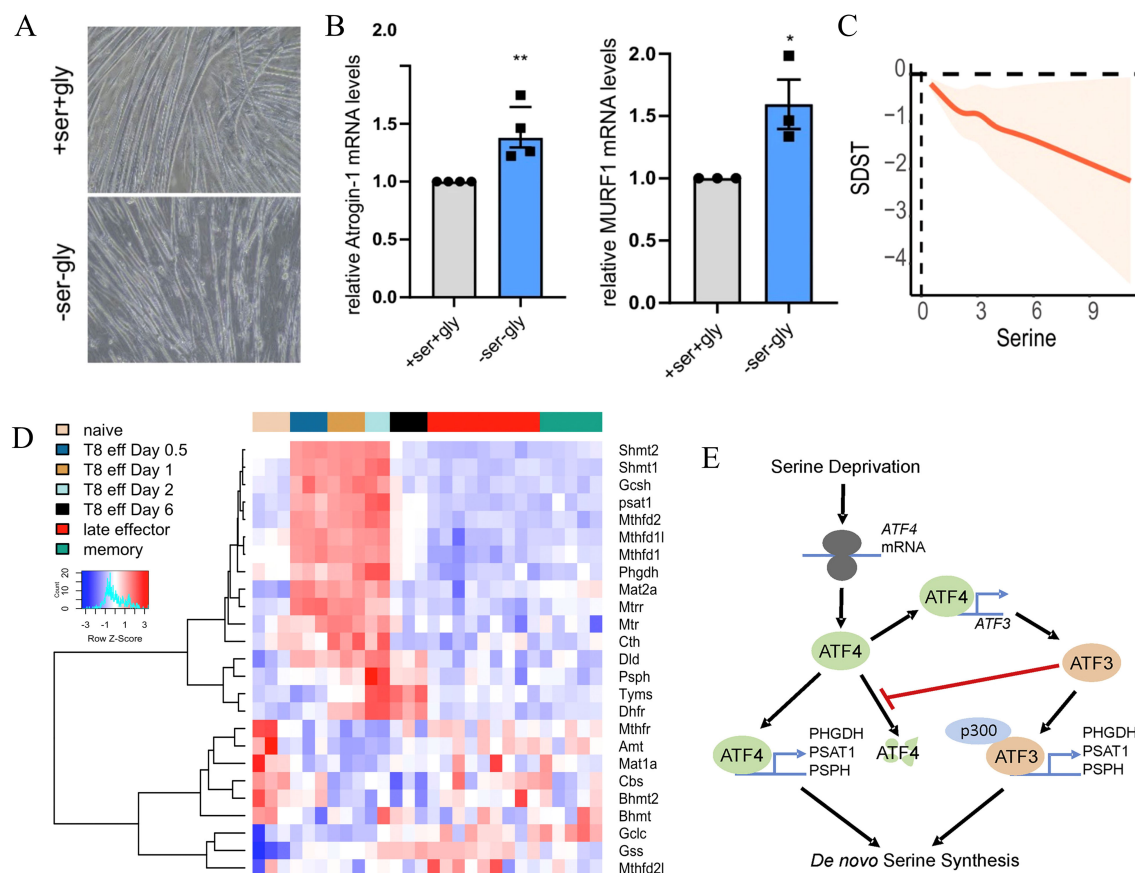 A
+ser+gly
-ser-gly
B
relative Atrogin-1 mRNA levels
2.0
1.5
1.0
0.5
0.0
**
+ser+gly
-ser-gly
relative MURF1 mRNA levels
2.0
1.5
1.0
0.5
0.0
*
+ser+gly
-ser-gly
C
SDST
0
−1
−2
−3
−4
0
3
6
9
Serine
D
naive
T8 eff Day 0.5
T8 eff Day 1
T8 eff Day 2
T8 eff Day 6
late effector
memory
Count
20
10
0
-3
-1
1
3
Row Z-Score
Shmt2
Shmt1
Gcsh
psat1
Mthfd2
Mthfd1l
Mthfd1
Phgdh
Mat2a
Mtrr
Mtr
Cth
Dld
Psph
Tyms
Dhfr
Mthfr
Amt
Mat1a
Cbs
Bhmt2
Bhmt
Gclc
Gss
Mthfd2l
E
Serine Deprivation
ATF4
mRNA
ATF4
ATF3
ATF4
ATF3
ATF4
PHGDH
PSAT1
PSPH
ATF4
p300
ATF3
PHGDH
PSAT1
PSPH
De novo Serine Synthesis